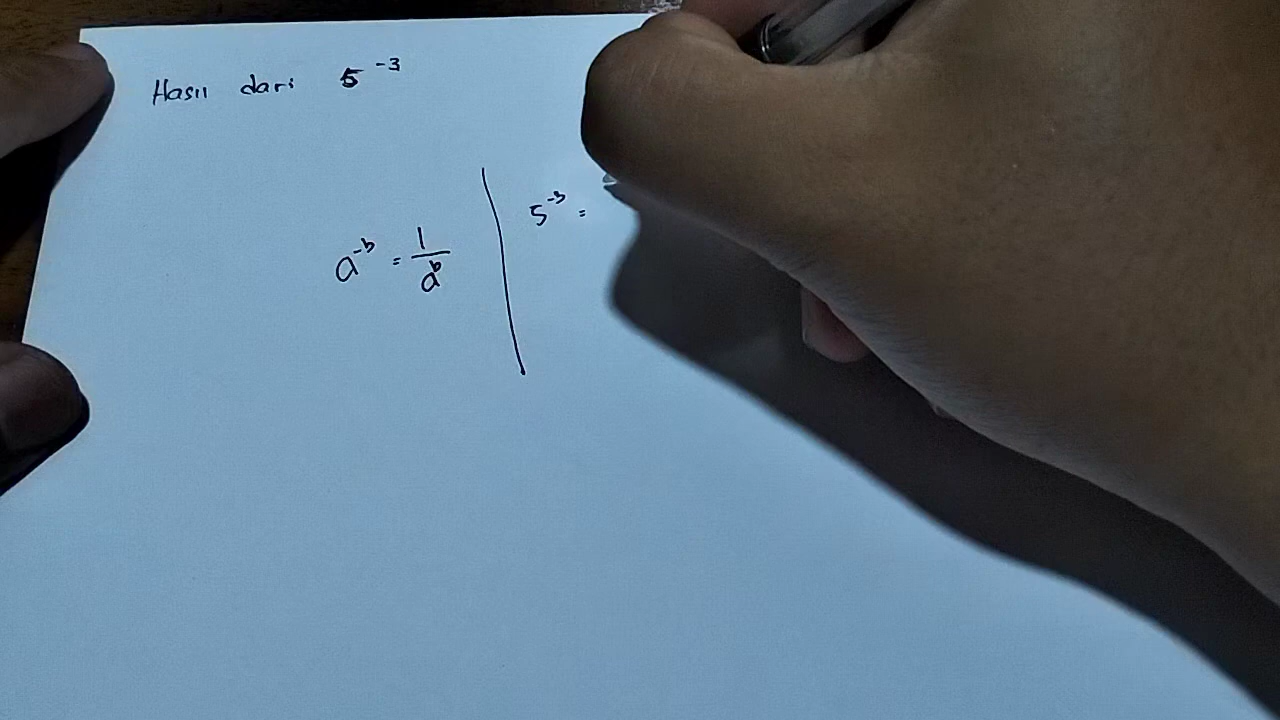 Hasil dari 5⁻³
a⁻ᵇ = 1/aᵇ
5⁻³ =